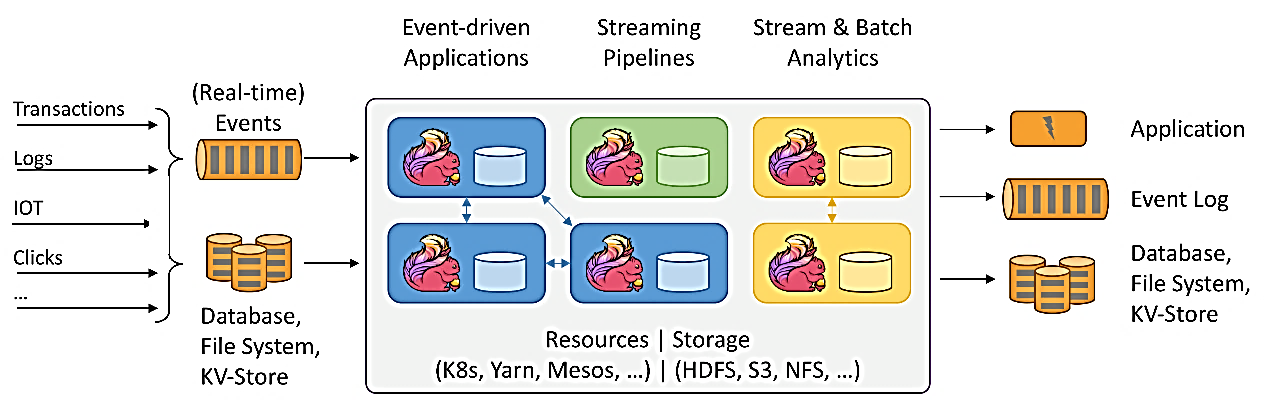 Event-driven
Applications
Streaming
Pipelines
Stream & Batch
Analytics
Transactions
Logs
IOT
Clicks
...
(Real-time)
Events
Database,
File System,
KV-Store
Resources | Storage
(K8s, Yarn, Mesos, ...) | (HDFS, S3, NFS, ...)
Application
Event Log
Database,
File System,
KV-Store